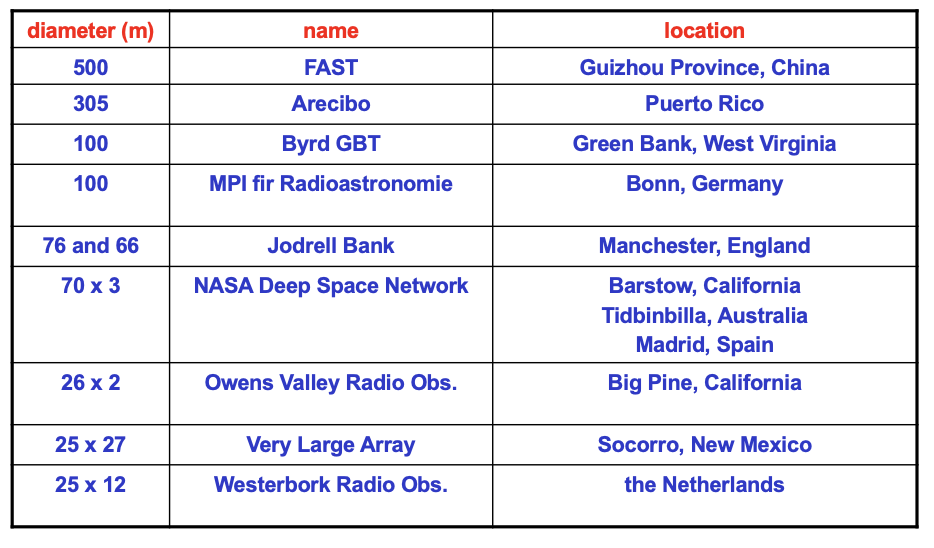 diameter (m) name location
500 FAST Guizhou Province, China
305 Arecibo Puerto Rico
100 Byrd GBT Green Bank, West Virginia
100 MPI fir Radioastronomie Bonn, Germany
76 and 66 Jodrell Bank Manchester, England
70 x 3 NASA Deep Space Network Barstow, California
Tidbinbilla, Australia
Madrid, Spain
26 x 2 Owens Valley Radio Obs. Big Pine, California
25 x 27 Very Large Array Socorro, New Mexico
25 x 12 Westerbork Radio Obs. the Netherlands